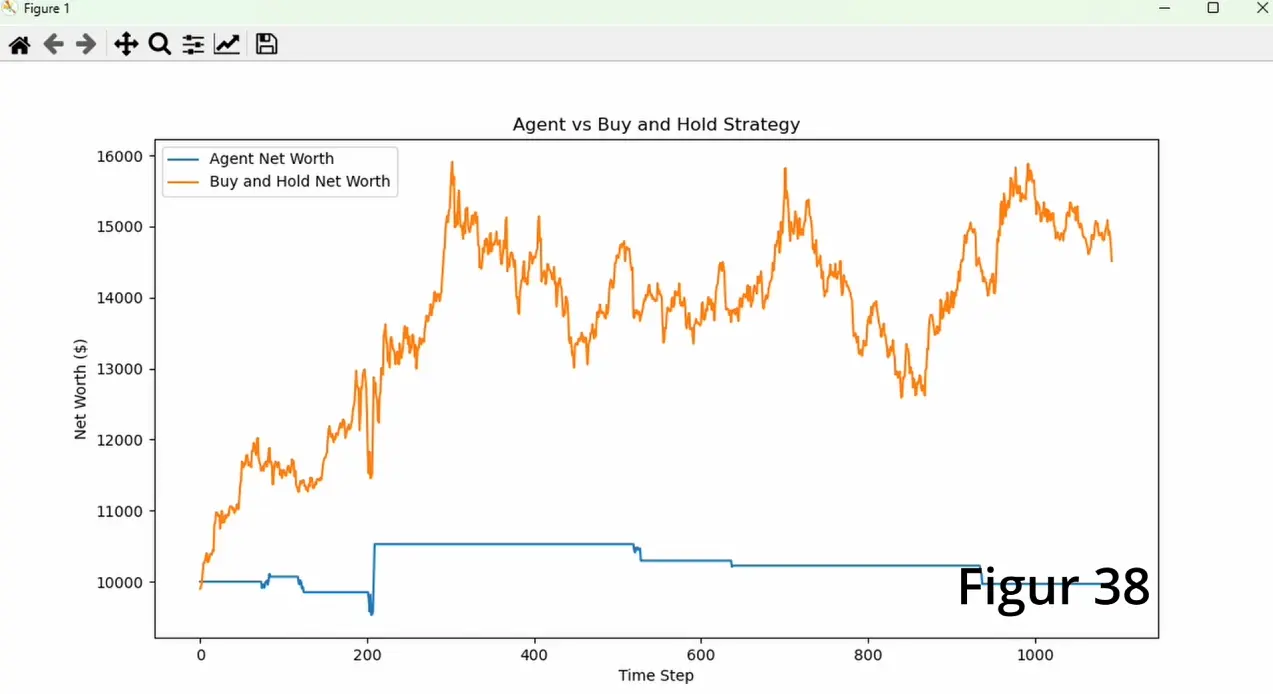 Figure 1
Agent vs Buy and Hold Strategy
Agent Net Worth
Buy and Hold Net Worth
16000
15000
14000
13000
12000
11000
10000
Net Worth ($)
0 200 400 600 800 1000
Time Step
Figur 38